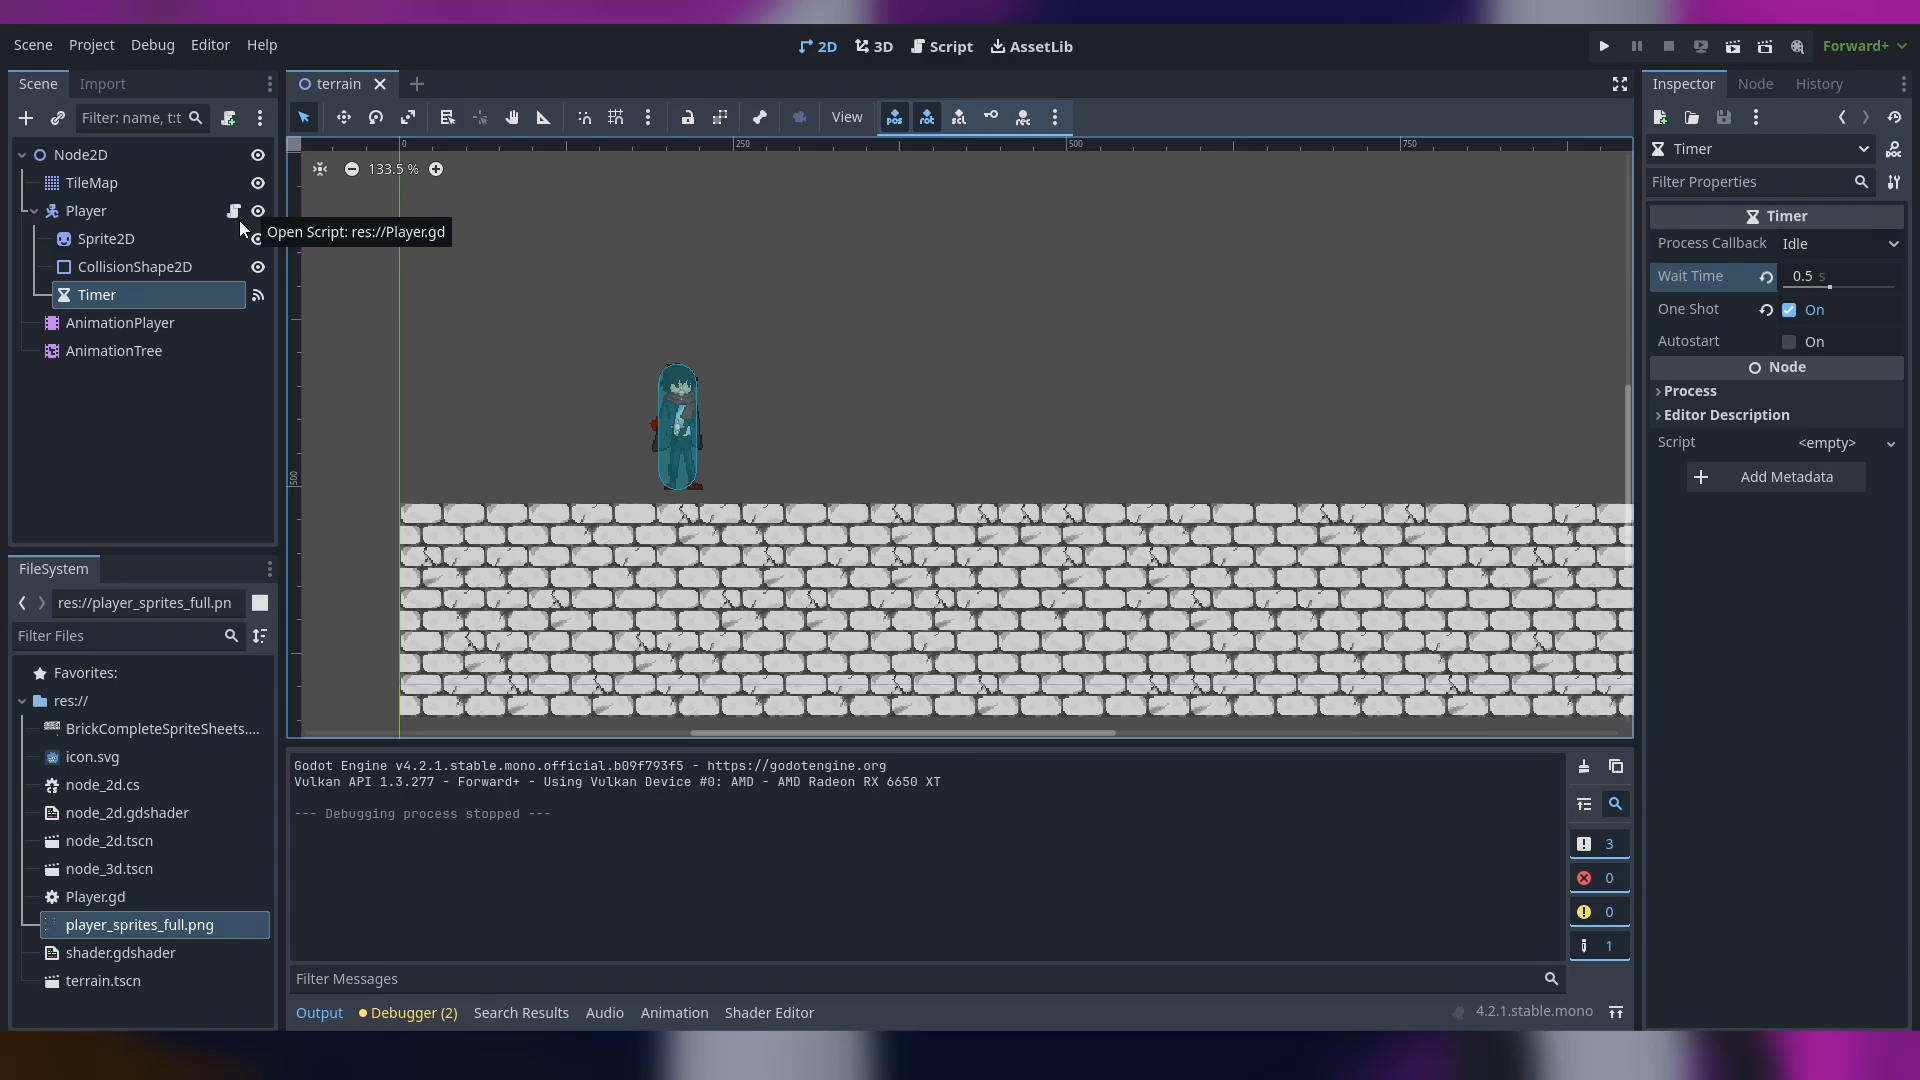 Scene Project Debug Editor Help
2D 3D Script AssetLib
Forward+
Scene Import
Filter: name, t:t
Node2D
TileMap
Player
Sprite2D
CollisionShape2D
Timer
AnimationPlayer
AnimationTree
Open Script: res://Player.gd
FileSystem
res://player_sprites_full.pn
Filter Files
Favorites:
res://
BrickCompleteSpriteSheets....
icon.svg
node_2d.cs
node_2d.gdshader
node_2d.tscn
node_3d.tscn
Player.gd
player_sprites_full.png
shader.gdshader
terrain.tscn
terrain
View
pos rot scl rec
0 250 500 750
133.5 %
500
Godot Engine v4.2.1.stable.mono.official.b09f793f5 - https://godotengine.org
Vulkan API 1.3.277 - Forward+ - Using Vulkan Device #0: AMD - AMD Radeon RX 6650 XT
--- Debugging process stopped ---
3
0
0
1
Filter Messages
Output Debugger (2) Search Results Audio Animation Shader Editor
4.2.1.stable.mono
Inspector Node History
Timer
DOC
Filter Properties
Timer
Process Callback Idle
Wait Time 0.5 s
One Shot On
Autostart On
Node
Process
Editor Description
Script <empty>
Add Metadata